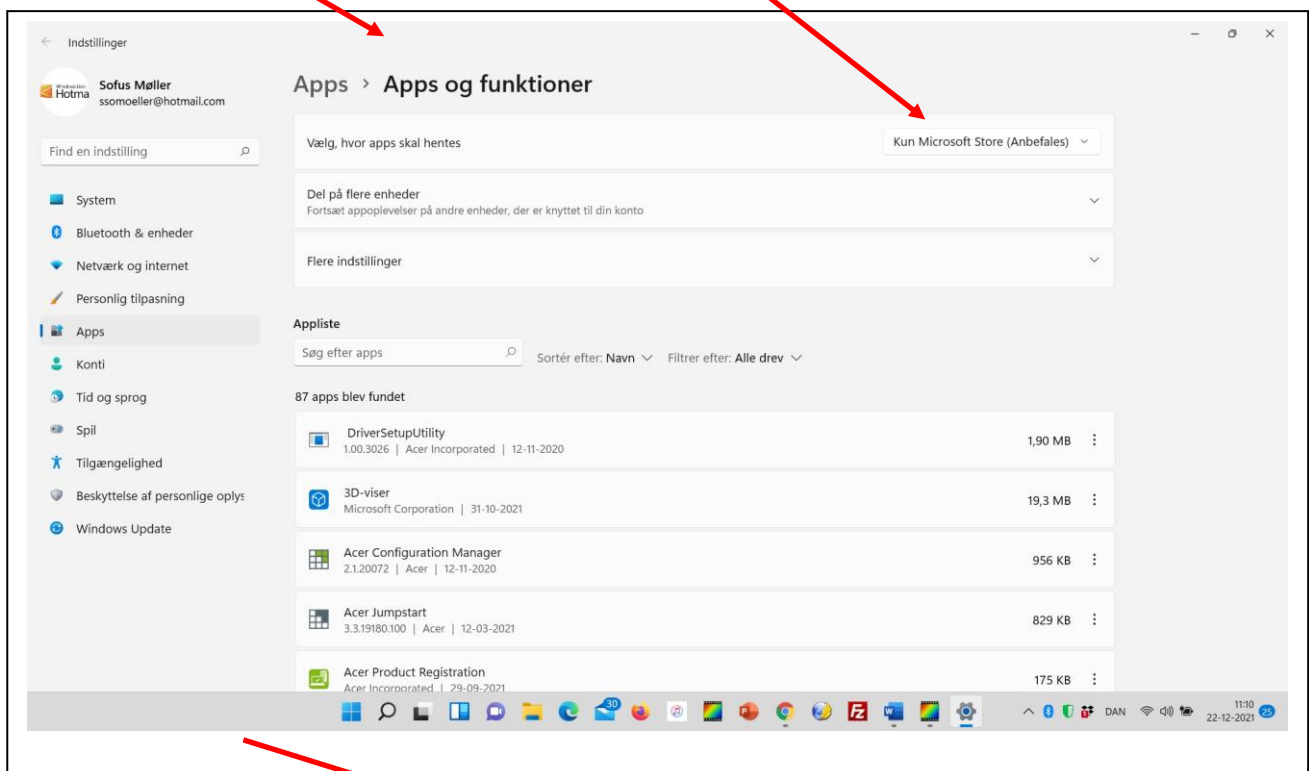 Indstillinger
Hotma
Sofus Møller
ssomoeller@hotmail.com
Find en indstilling
System
Bluetooth & enheder
Netværk og internet
Personlig tilpasning
Apps
Konti
Tid og sprog
Spil
Tilgængelighed
Beskyttelse af personlige oplys
Windows Update
Apps > Apps og funktioner
Vælg, hvor apps skal hentes
Kun Microsoft Store (Anbefales)
Del på flere enheder
Fortsæt appoplevelser på andre enheder, der er knyttet til din konto
Flere indstillinger
Appliste
Søg efter apps
Sortér efter: Navn Filtrer efter: Alle drev
87 apps blev fundet
DriverSetupUtility
1.00.3026 | Acer Incorporated | 12-11-2020
1,90 MB
3D-viser
Microsoft Corporation | 31-10-2021
19,3 MB
Acer Configuration Manager
2.1.20072 | Acer | 12-11-2020
956 KB
Acer Jumpstart
3.3.19180.100 | Acer | 12-03-2021
829 KB
Acer Product Registration
Acer Incorporated | 29-09-2021
175 KB
30
DAN
11:10
22-12-2021
25